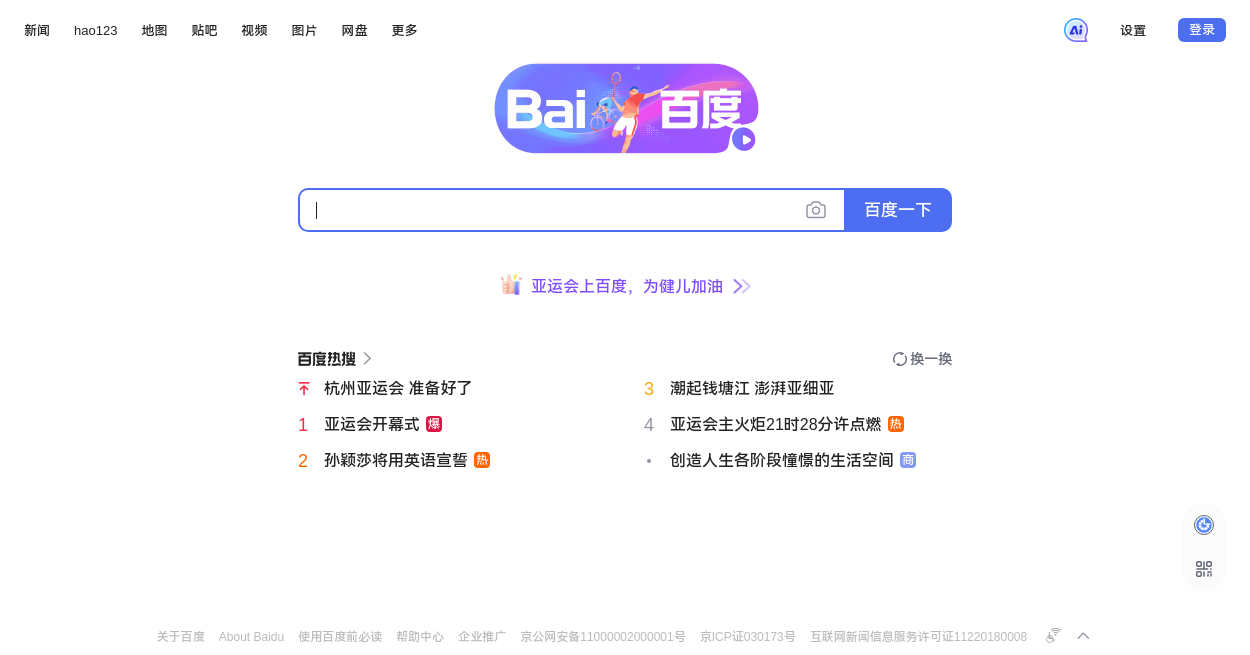 新闻 hao123 地图 贴吧 视频 图片 网盘 更多 Ai 设置 登录
Bai 百度
百度一下
亚运会上百度，为健儿加油
百度热搜 换一换
杭州亚运会 准备好了
3 潮起钱塘江 澎湃亚细亚
1 亚运会开幕式 爆
4 亚运会主火炬21时28分许点燃 热
2 孙颖莎将用英语宣誓 热
创造人生各阶段憧憬的生活空间 商
关于百度 About Baidu 使用百度前必读 帮助中心 企业推广 京公网安备11000002000001号 京ICP证030173号 互联网新闻信息服务许可证11220180008